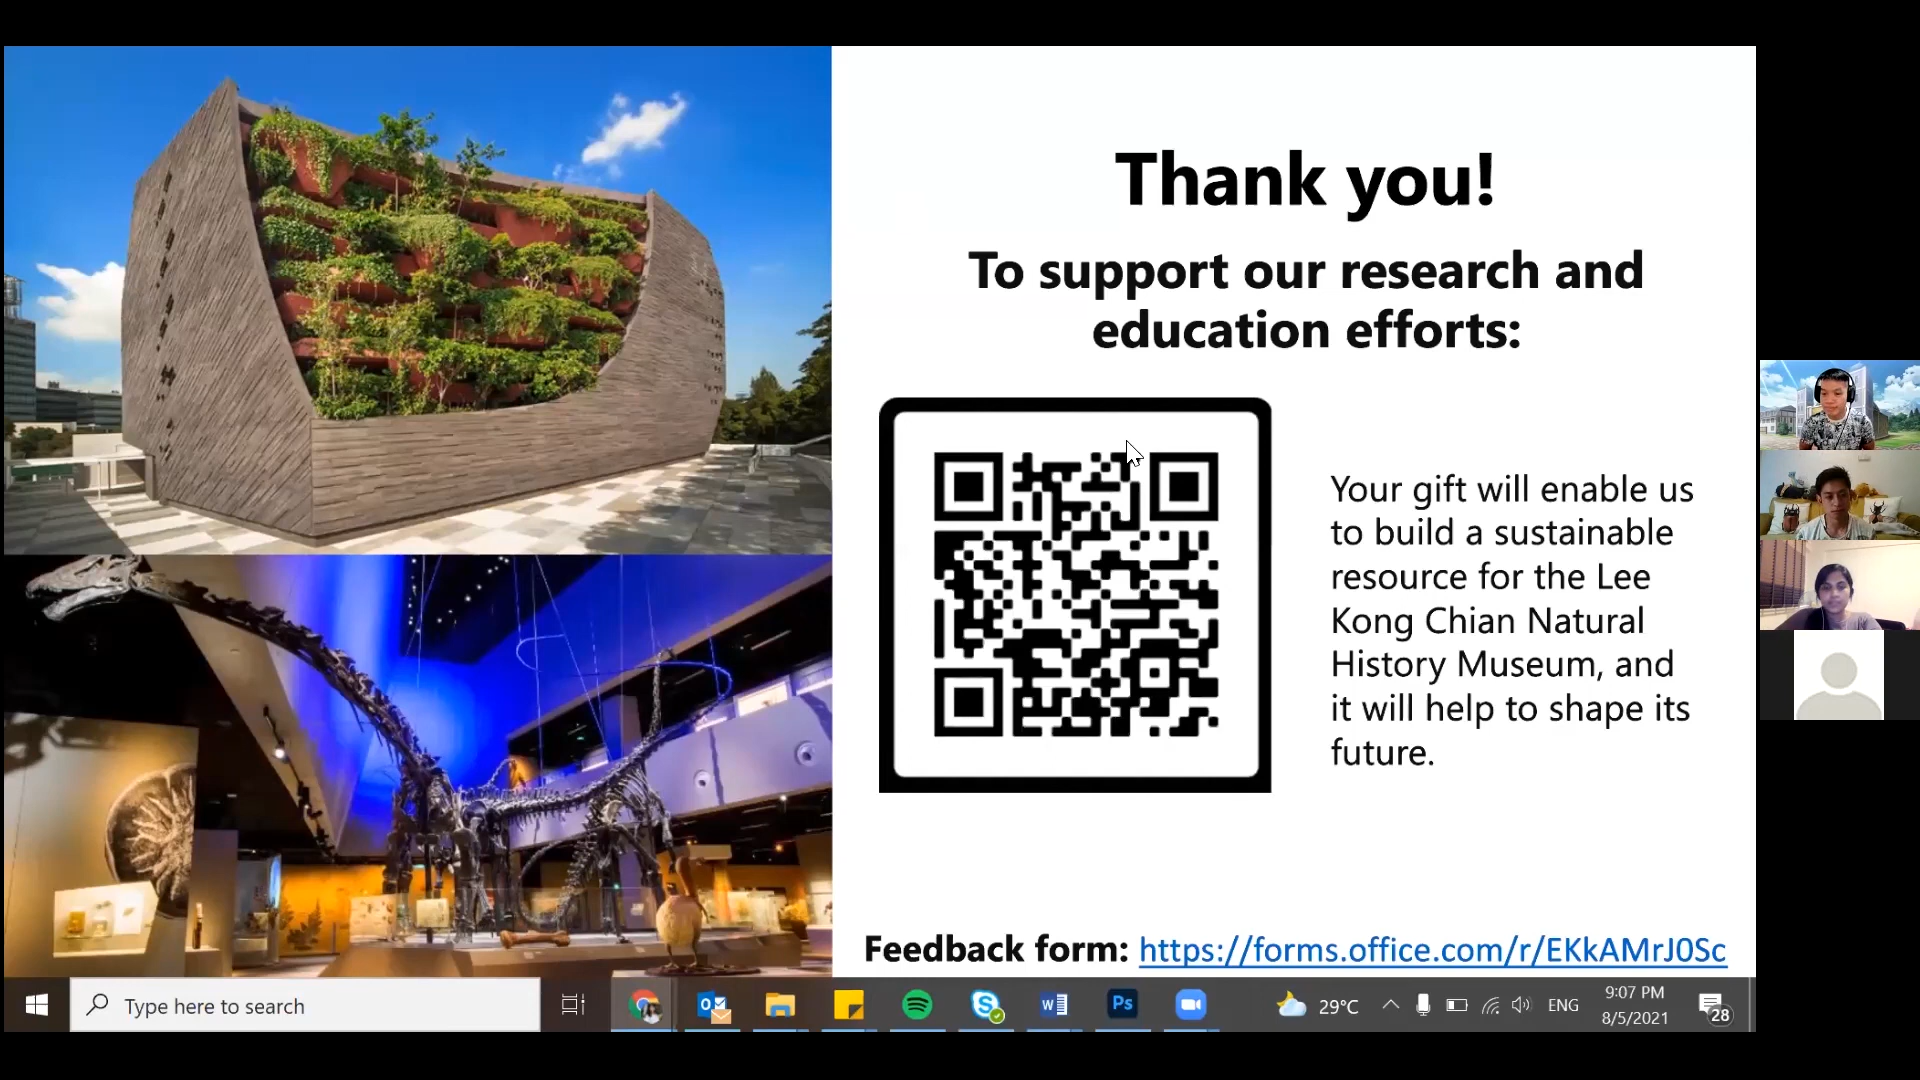 Thank you!
To support our research and
education efforts:
Your gift will enable us
to build a sustainable
resource for the Lee
Kong Chian Natural
History Museum, and
it will help to shape its
future.
Feedback form: https://forms.office.com/r/EKkAMrJ0Sc
Type here to search
Ps
29°C
ENG
9:07 PM
8/5/2021
28